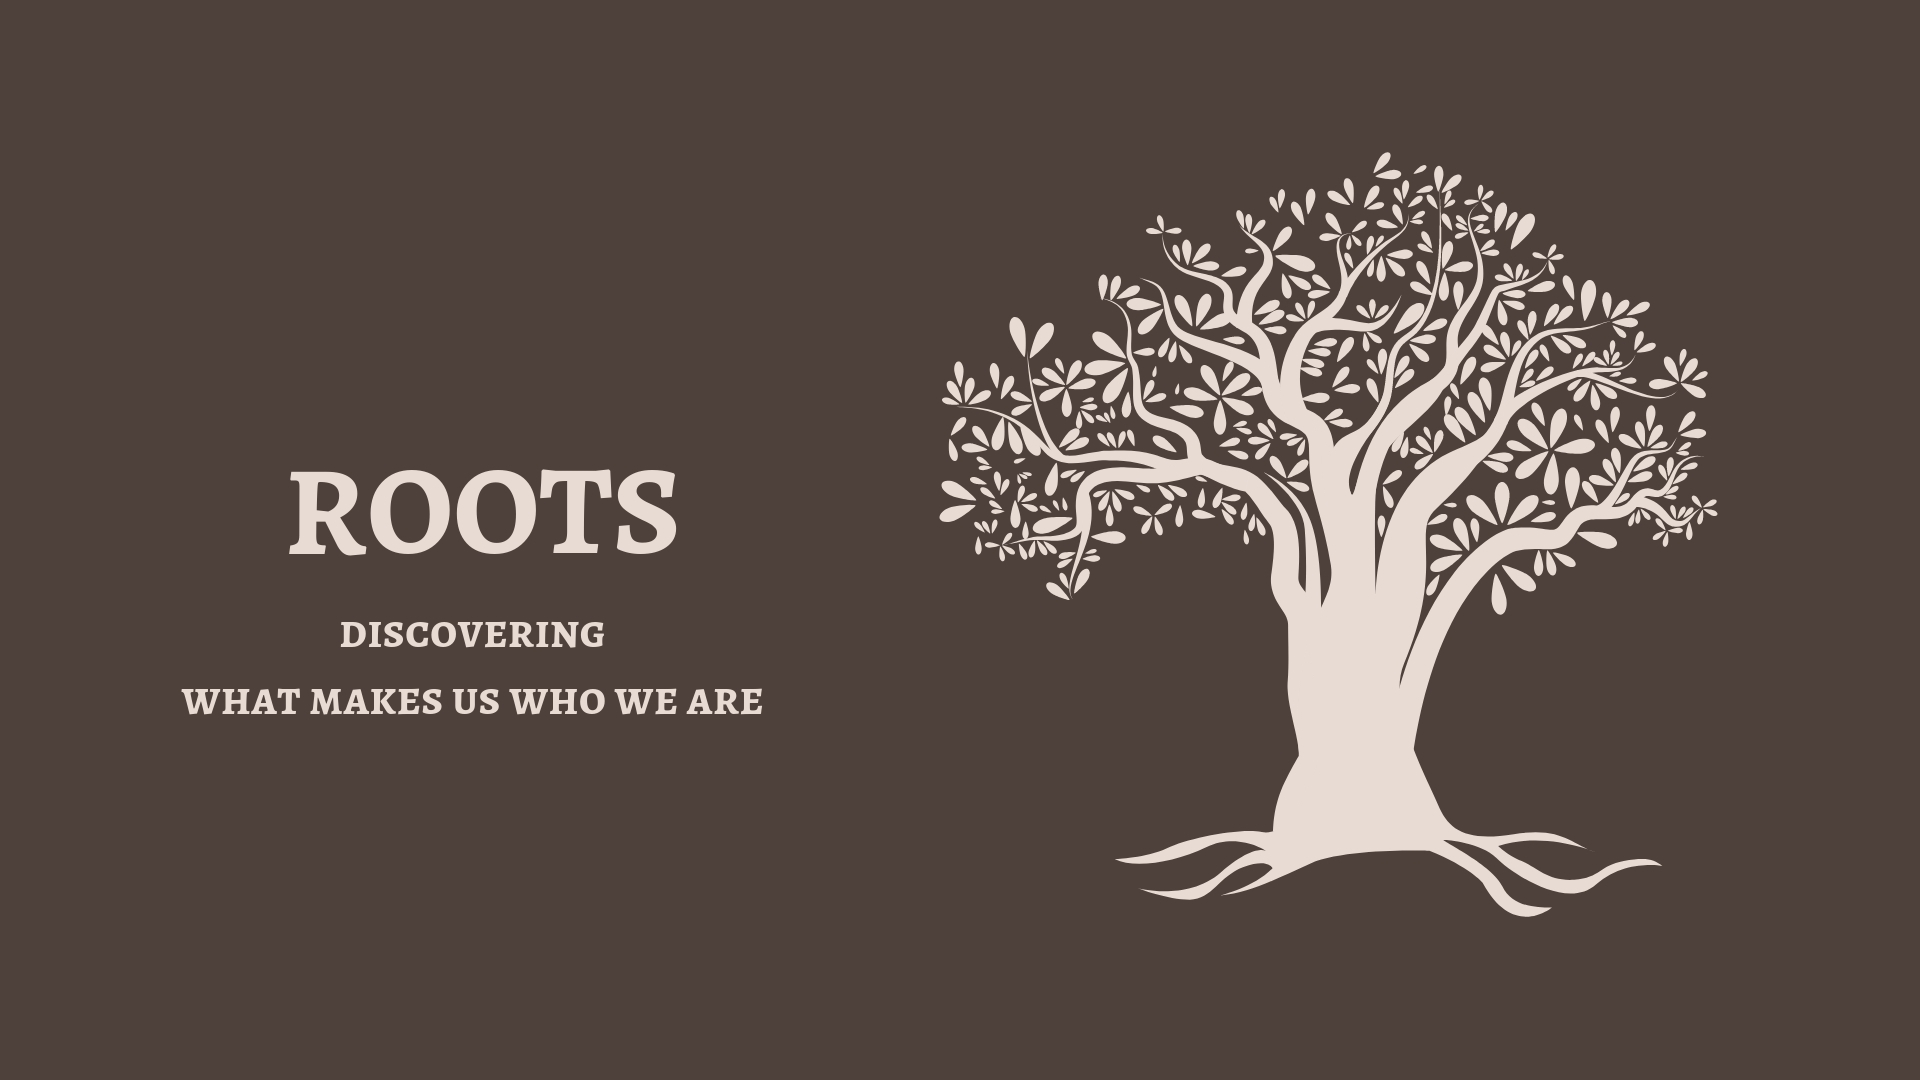 ROOTS
DISCOVERING
WHAT MAKES US WHO WE ARE